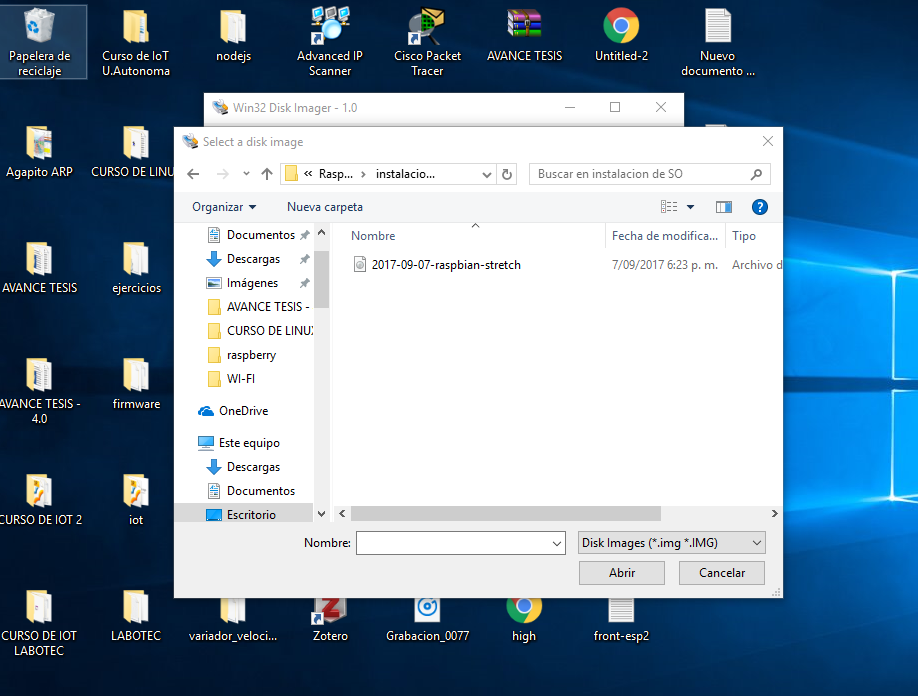 Papelera de
reciclaje
Curso de IoT
U.Autonoma
nodejs
Advanced IP
Scanner
Cisco Packet
Tracer
AVANCE TESIS
Untitled-2
Nuevo
documento ...
Win32 Disk Imager - 1.0
Select a disk image
« Rasp... › instalacio...
Buscar en instalacion de SO
Organizar
Nueva carpeta
Agapito ARP
CURSO DE LINU
AVANCE TESIS
ejercicios
AVANCE TESIS -
4.0
firmware
CURSO DE IOT 2
iot
Documentos
Descargas
Imágenes
AVANCE TESIS -
CURSO DE LINUX
raspberry
WI-FI
OneDrive
Este equipo
Descargas
Documentos
Escritorio
Nombre
Fecha de modifica...
Tipo
2017-09-07-raspbian-stretch
7/09/2017 6:23 p. m.
Archivo d
Nombre:
Disk Images (*.img *.IMG)
Abrir
Cancelar
CURSO DE IOT
LABOTEC
LABOTEC
variador_veloci...
Zotero
Grabacion_0077
high
front-esp2